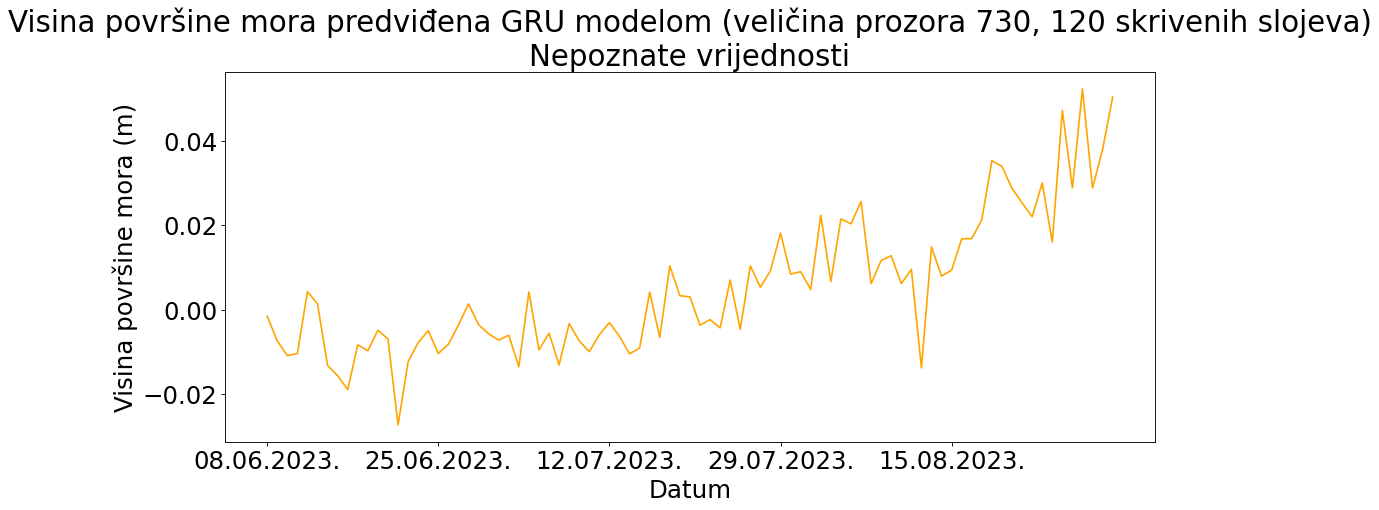 Visina površine mora predviđena GRU modelom (veličina prozora 730, 120 skrivenih slojeva)
Nepoznate vrijednosti
Visina površine mora (m)
0.04
0.02
0.00
−0.02
08.06.2023. 25.06.2023. 12.07.2023. 29.07.2023. 15.08.2023.
Datum